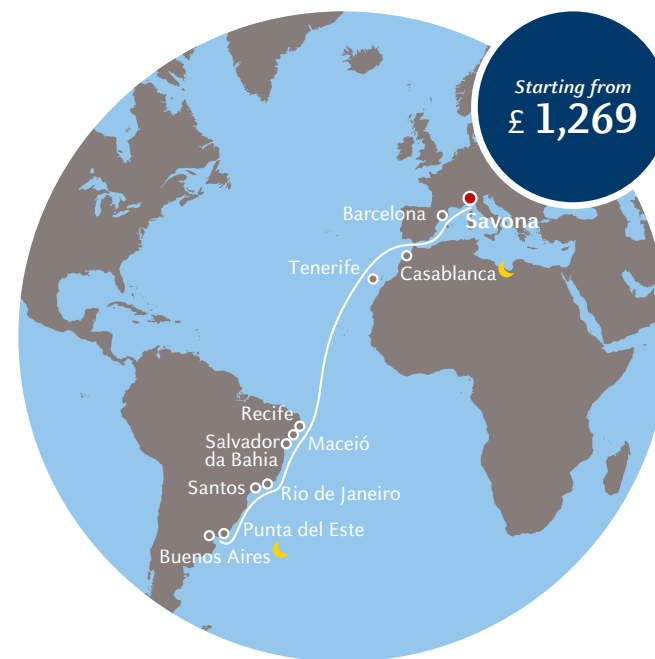 Starting from
£ 1,269
Barcelona
Savona
Tenerife
Casablanca
Recife
Salvador
da Bahia
Maceió
Santos
Rio de Janeiro
Punta del Este
Buenos Aires